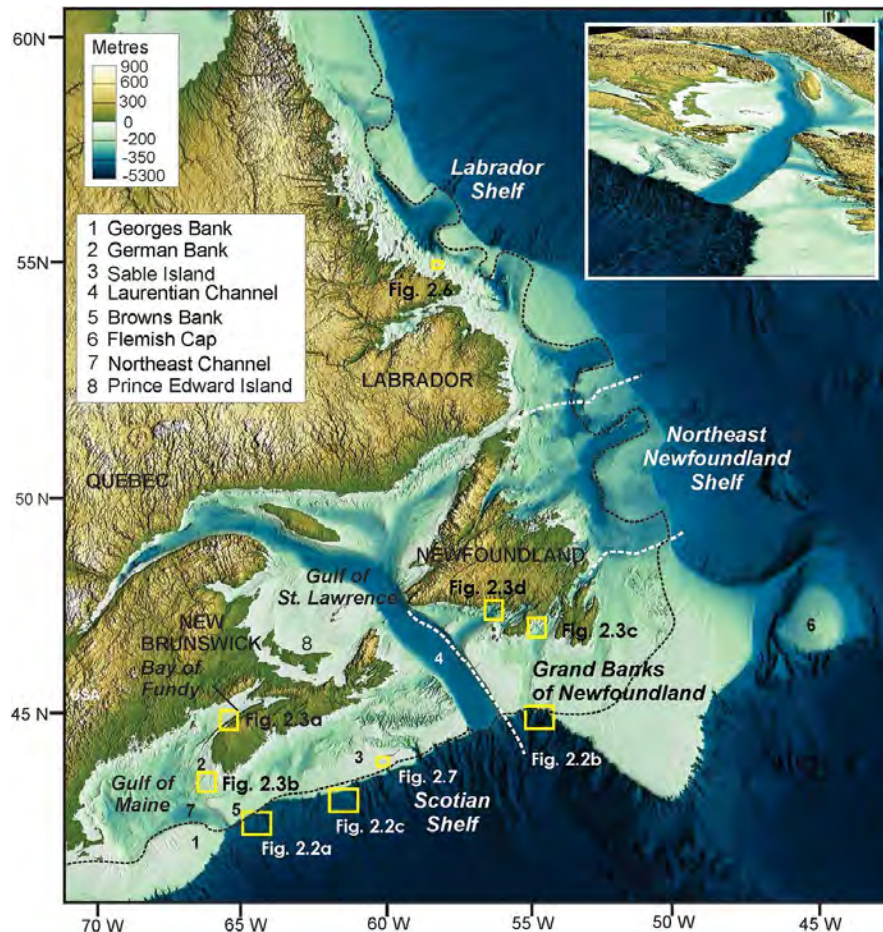 60N
55N
50 N
45 N
70 W
65 W
60 W
55 W
50 W
45 W
Metres
900
600
300
0
-200
-350
-5300
1 Georges Bank
2 German Bank
3 Sable Island
4 Laurentian Channel
5 Browns Bank
6 Flemish Cap
7 Northeast Channel
8 Prince Edward Island
Labrador
Shelf
Fig. 2.6
LABRADOR
Northeast
Newfoundland
Shelf
QUEBEC
NEWFOUNDLAND
Gulf of
St. Lawrence
Fig. 2.3d
Fig. 2.3c
NEW
BRUNSWICK
8
4
6
Bay of
Fundy
Grand Banks
of Newfoundland
USA
Fig. 2.3a
2
Fig. 2.3b
3
Fig. 2.7
Fig. 2.2b
Gulf of
Maine
Scotian
Shelf
7
5
Fig. 2.2c
1
Fig. 2.2a